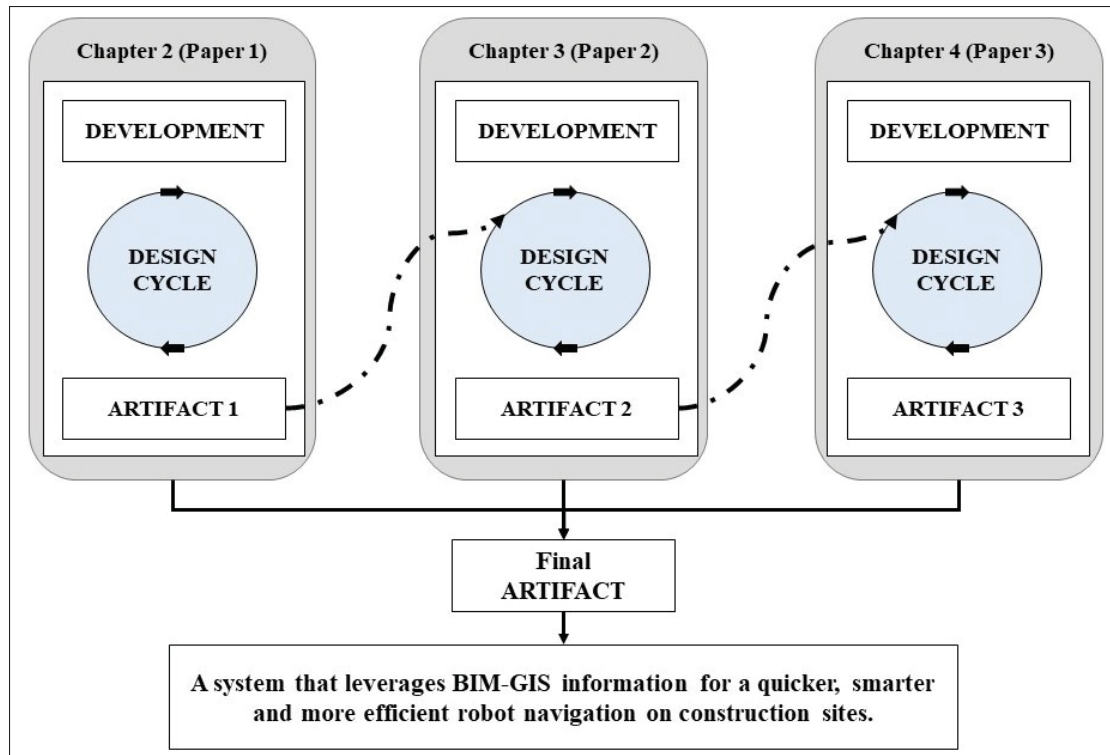 Chapter 2 (Paper 1)
DEVELOPMENT
DESIGN
CYCLE
ARTIFACT 1
Chapter 3 (Paper 2)
DEVELOPMENT
DESIGN
CYCLE
ARTIFACT 2
Chapter 4 (Paper 3)
DEVELOPMENT
DESIGN
CYCLE
ARTIFACT 3
Final
ARTIFACT
A system that leverages BIM-GIS information for a quicker, smarter
and more efficient robot navigation on construction sites.